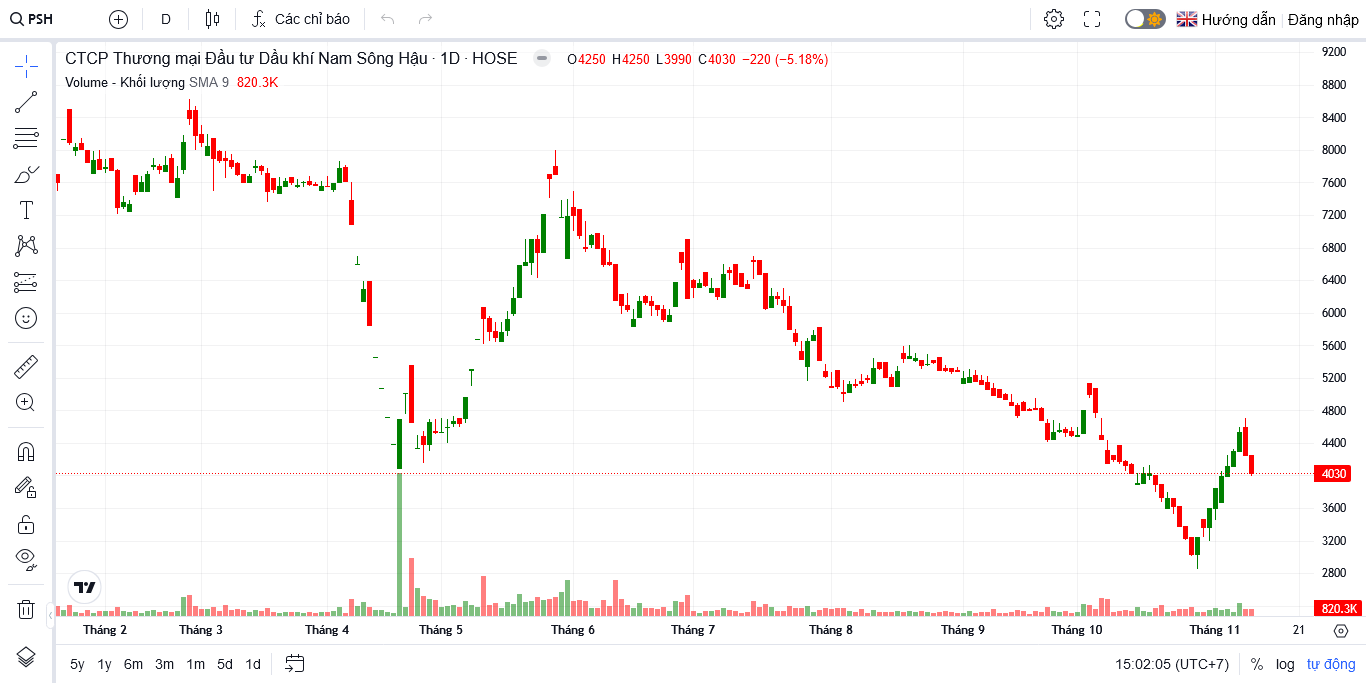 PSH D Các chỉ báo Hướng dẫn Đăng nhập
CTCP Thương mại Đầu tư Dầu khí Nam Sông Hậu · 1D · HOSE O4250 H4250 L3990 C4030 −220 (−5.18%)
Volume - Khối lượng SMA 9 820.3K
9200
8800
8400
8000
7600
7200
6800
6400
6000
5600
5200
4800
4400
4030
3600
3200
2800
820.3K
Tháng 2 Tháng 3 Tháng 4 Tháng 5 Tháng 6 Tháng 7 Tháng 8 Tháng 9 Tháng 10 Tháng 11 21
5y 1y 6m 3m 1m 5d 1d 15:02:05 (UTC+7) % log tự động